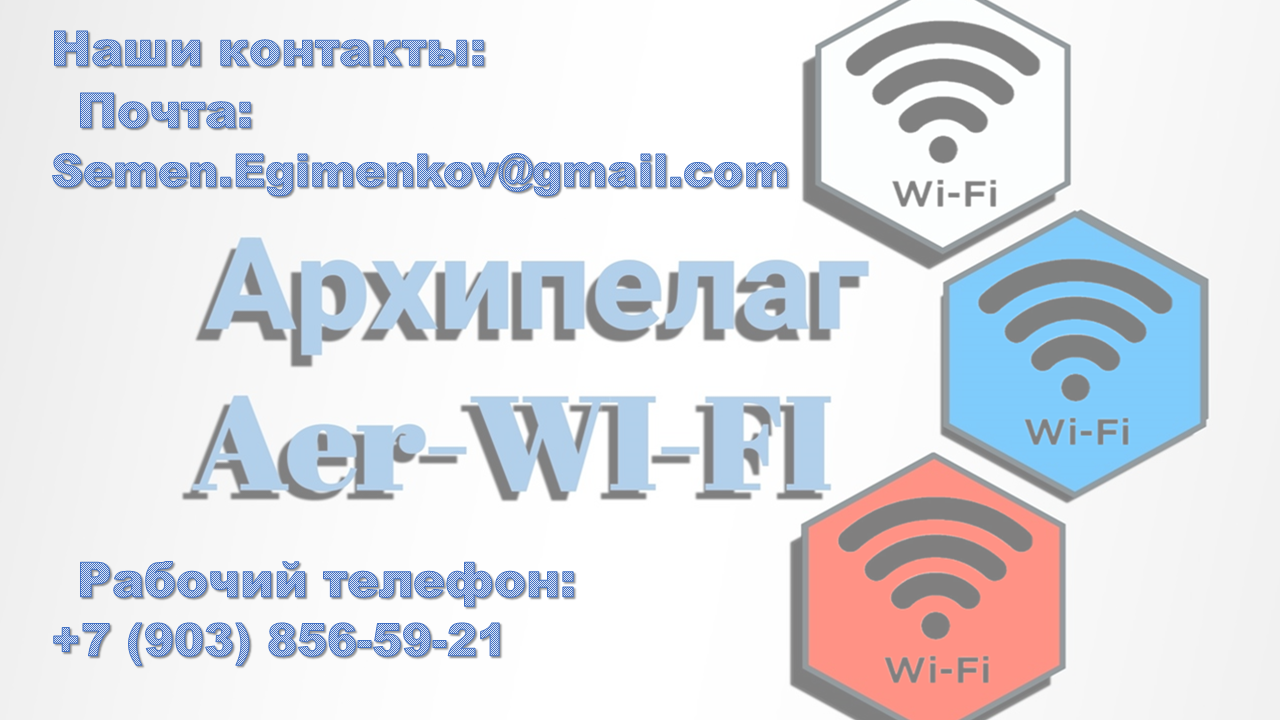 Наши контакты:
Почта:
Semen.Egimenkov@gmail.com
Архипелаг
Aer-WI-FI
Рабочий телефон:
+7 (903) 856-59-21
Wi-Fi
Wi-Fi
Wi-Fi